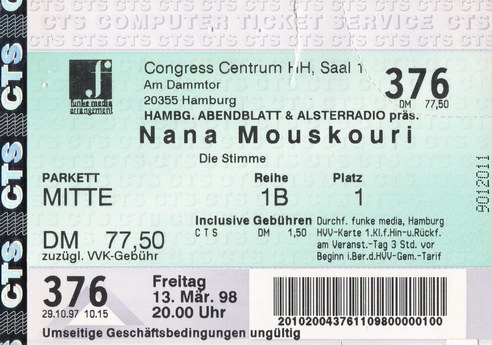 CTS COMPUTER TICKET SERVICE
CTS CTS CTS CTS
funke media
arrangement
Congress Centrum HH, Saal 1
Am Dammtor
20355 Hamburg
376
DM 77,50
HAMBG. ABENDBLATT & ALSTERRADIO präs.
Nana Mouskouri
Die Stimme
PARKETT
MITTE
Reihe
1B
Platz
1
9012011
DM 77,50
zuzügl. VVK-Gebühr
Inclusive Gebühren
CTS DM 1,50
Durchf. funke media, Hamburg
HVV-Karte 1.Kl.f.Hin-u.Rückf.
am Veranst.-Tag 3 Std. vor
Beginn i.Ber.d.HVV-Gem.-Tarif
376
29.10.97 10.15
Freitag
13. Mär. 98
20.00 Uhr
20102004376110980000100
Umseitige Geschäftsbedingungen ungültig